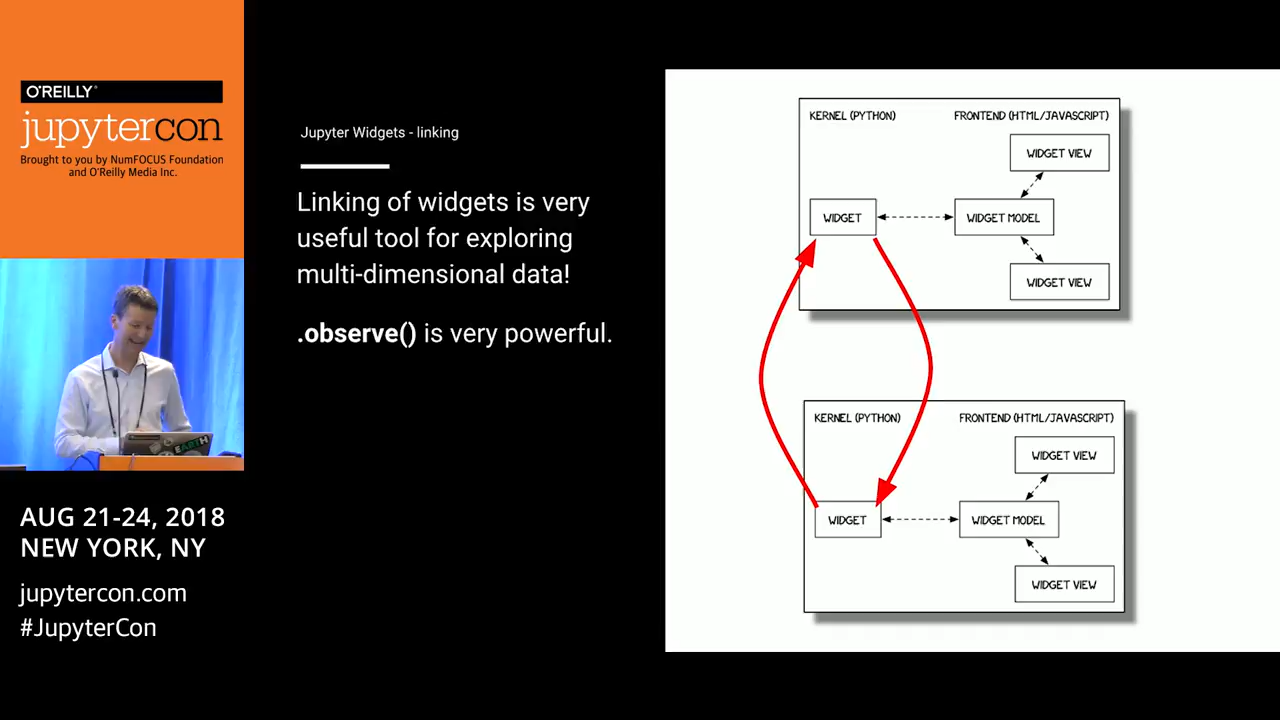 O'REILLY®
jupytercon
Brought to you by NumFOCUS Foundation
and O'Reilly Media Inc.
EARTH
AUG 21-24, 2018
NEW YORK, NY
jupytercon.com
#JupyterCon
Jupyter Widgets - linking
Linking of widgets is very
useful tool for exploring
multi-dimensional data!
.observe() is very powerful.
KERNEL (PYTHON) FRONTEND (HTML/JAVASCRIPT)
WIDGET VIEW
WIDGET WIDGET MODEL
WIDGET VIEW
KERNEL (PYTHON) FRONTEND (HTML/JAVASCRIPT)
WIDGET VIEW
WIDGET WIDGET MODEL
WIDGET VIEW